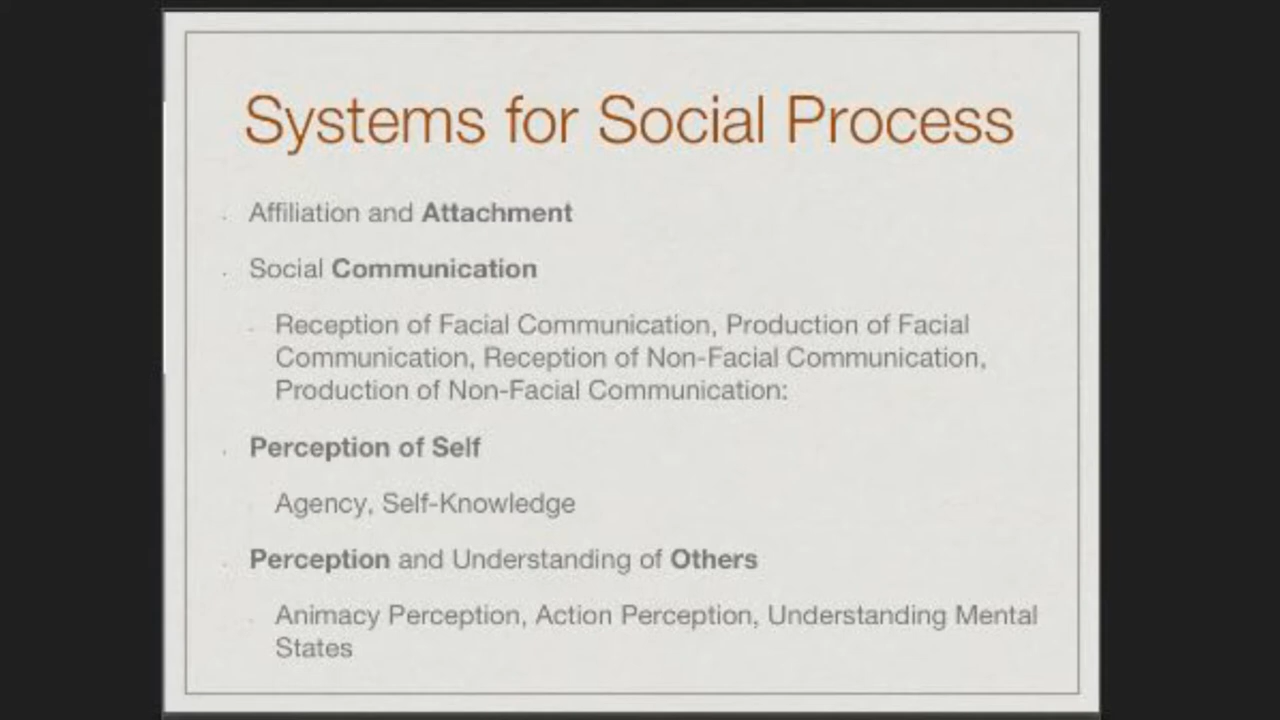 Systems for Social Process
Affiliation and Attachment
Social Communication
Reception of Facial Communication, Production of Facial
Communication, Reception of Non-Facial Communication,
Production of Non-Facial Communication:
Perception of Self
Agency, Self-Knowledge
Perception and Understanding of Others
Animacy Perception, Action Perception, Understanding Mental
States